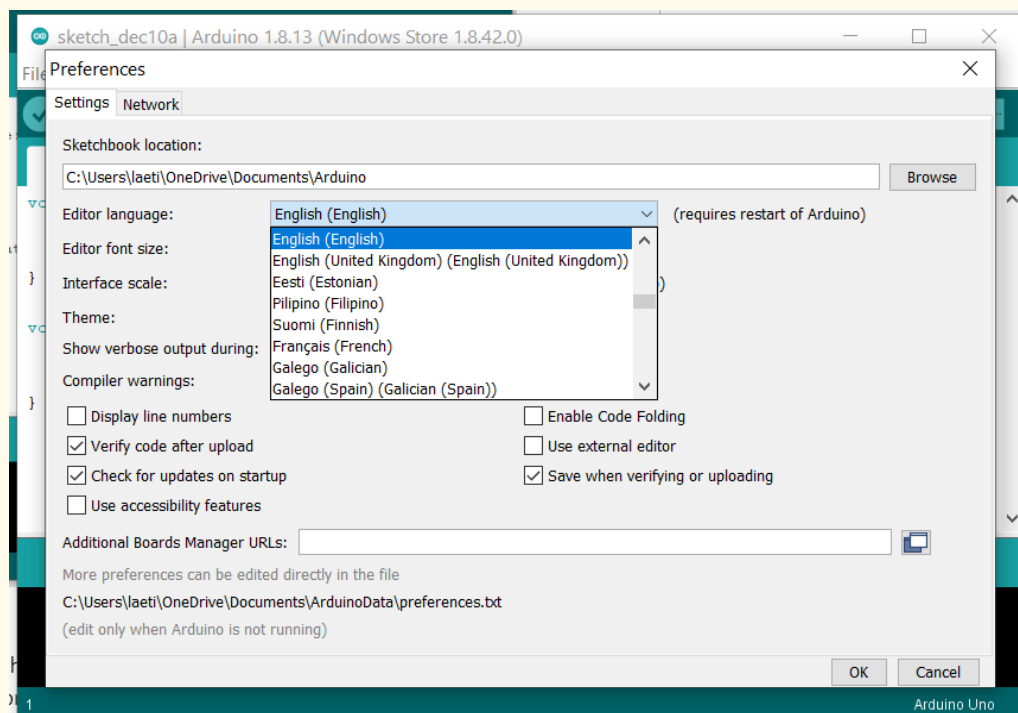 sketch_dec10a | Arduino 1.8.13 (Windows Store 1.8.42.0)
File
Preferences
Settings Network
Sketchbook location:
C:\Users\laeti\OneDrive\Documents\Arduino Browse
Editor language: English (English) (requires restart of Arduino)
English (English)
Editor font size:
English (United Kingdom) (English (United Kingdom))
Eesti (Estonian)
Interface scale:
Pilipino (Filipino)
Theme:
Suomi (Finnish)
Show verbose output during:
Français (French)
Galego (Galician)
Compiler warnings:
Galego (Spain) (Galician (Spain))
}
}
Display line numbers Enable Code Folding
Verify code after upload Use external editor
Check for updates on startup Save when verifying or uploading
Use accessibility features
Additional Boards Manager URLs:
More preferences can be edited directly in the file
C:\Users\laeti\OneDrive\Documents\ArduinoData\preferences.txt
(edit only when Arduino is not running)
OK Cancel
1 Arduino Uno